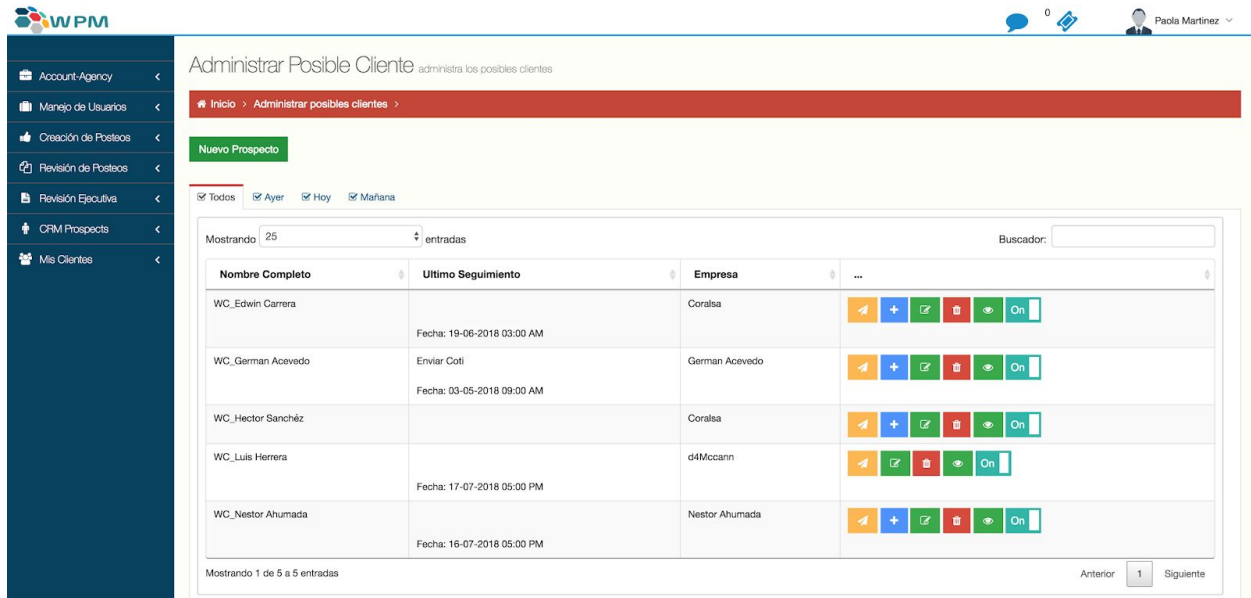 WPM
0
Paola Martinez
Account-Agency
Manejo de Usuarios
Creación de Posteos
Revisión de Posteos
Revisión Ejecutiva
CRM Prospects
Mis Clientes
Administrar Posible Cliente administra los posibles clientes
Inicio > Administrar posibles clientes >
Nuevo Prospecto
Todos Ayer Hoy Mañana
Mostrando 25 entradas Buscador:
Nombre Completo Ultimo Seguimiento Empresa ...
WC_Edwin Carrera Coralsa On
Fecha: 19-06-2018 03:00 AM
WC_German Acevedo Enviar Coti German Acevedo On
Fecha: 03-05-2018 09:00 AM
WC_Hector Sanchéz Coralsa On
WC_Luis Herrera d4Mccann On
Fecha: 17-07-2018 05:00 PM
WC_Nestor Ahumada Nestor Ahumada On
Fecha: 16-07-2018 05:00 PM
Mostrando 1 de 5 a 5 entradas Anterior 1 Siguiente